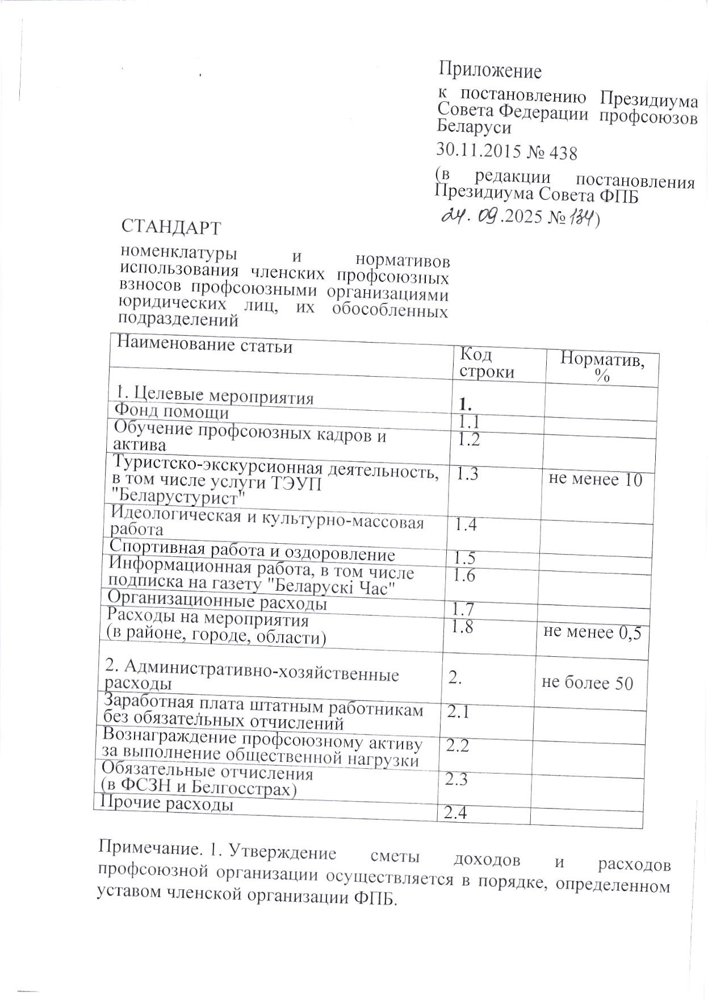 Приложение
к постановлению Президиума
Совета Федерации профсоюзов
Беларуси
30.11.2015 № 438
(в редакции постановления
Президиума Совета ФПБ
24.09.2025 № 134)
СТАНДАРТ
номенклатуры и нормативов
использования членских профсоюзных
взносов профсоюзными организациями
юридических лиц, их обособленных
подразделений
Наименование статьи
Код
строки
Норматив,
%
1. Целевые мероприятия
1.
Фонд помощи
1.1
Обучение профсоюзных кадров и
актива
1.2
Туристско-экскурсионная деятельность,
в том числе услуги ТЭУП
"Беларустурист"
1.3
не менее 10
Идеологическая и культурно-массовая
работа
1.4
Спортивная работа и оздоровление
1.5
Информационная работа, в том числе
подписка на газету "Беларускі Час"
1.6
Организационные расходы
1.7
Расходы на мероприятия
(в районе, городе, области)
1.8
не менее 0,5
2. Административно-хозяйственные
расходы
2.
не более 50
Заработная плата штатным работникам
без обязательных отчислений
2.1
Вознаграждение профсоюзному активу
за выполнение общественной нагрузки
2.2
Обязательные отчисления
(в ФСЗН и Белгосстрах)
2.3
Прочие расходы
2.4
Примечание. 1. Утверждение сметы доходов и расходов
профсоюзной организации осуществляется в порядке, определенном
уставом членской организации ФПБ.